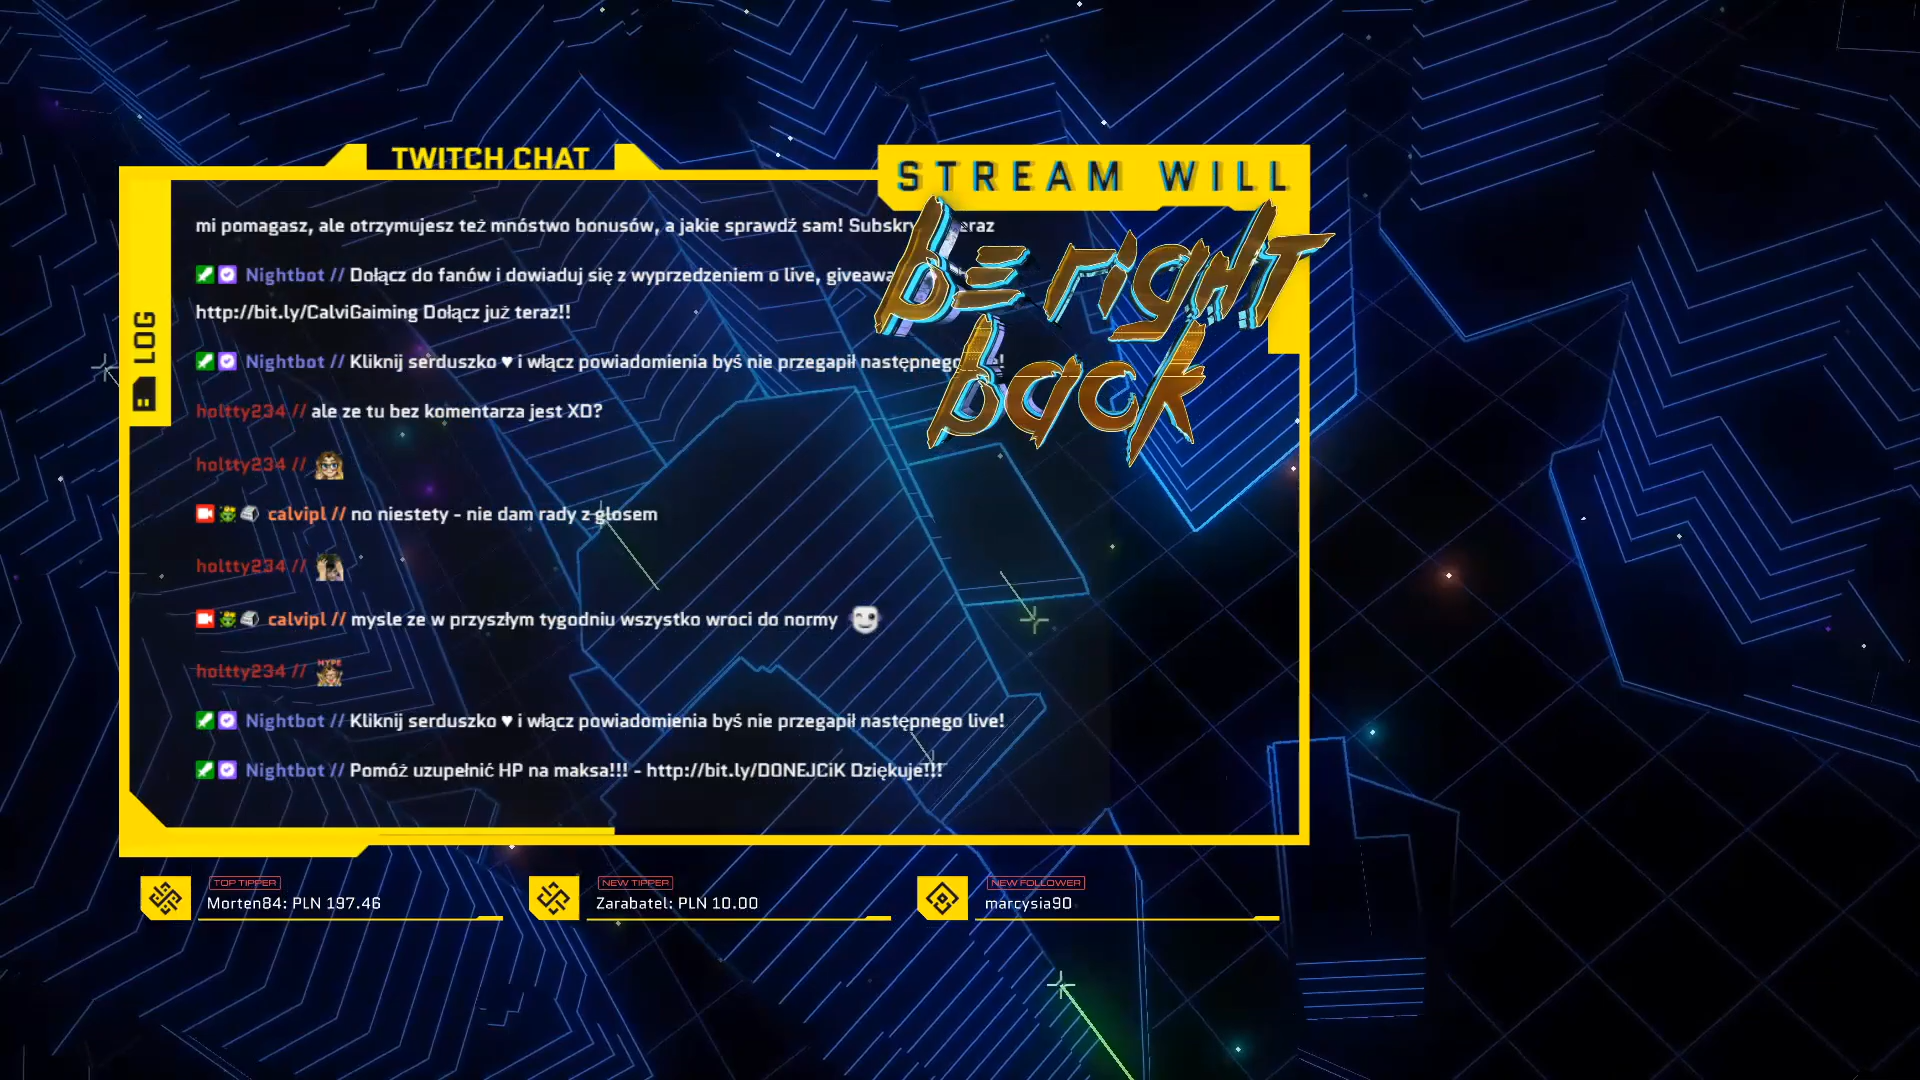 TWITCH CHAT
STREAM WILL
be right
back
LOG
mi pomagasz, ale otrzymujesz też mnóstwo bonusów, a jakie sprawdź sam!
Nightbot // Dołącz do fanów i dowiaduj się z wyprzedzeniem o live,
http://bit.ly/CalviGaiming Dołącz już teraz!!
Nightbot // Kliknij serduszko ♥ i włącz powiadomienia byś nie przegapił następnego
holtty234 // ale ze tu bez komentarza jest XD?
holtty234 //
calvipl // no niestety - nie dam rady z głosem
holtty234 //
calvipl // mysle ze w przyszłym tygodniu wszystko wroci do normy
holtty234 // HYPE
Nightbot // Kliknij serduszko ♥ i włącz powiadomienia byś nie przegapił następnego live!
Nightbot // Pomóż uzupełnić HP na maksa!!! - http://bit.ly/DONEJCiK Dziękuje!!!
TOP TIPPER
Morten84: PLN 197.46
NEW TIPPER
Zarabatel: PLN 10.00
NEW FOLLOWER
marcysia90